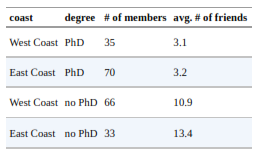 coast degree # of members avg. # of friends
West Coast PhD 35 3.1
East Coast PhD 70 3.2
West Coast no PhD 66 10.9
East Coast no PhD 33 13.4